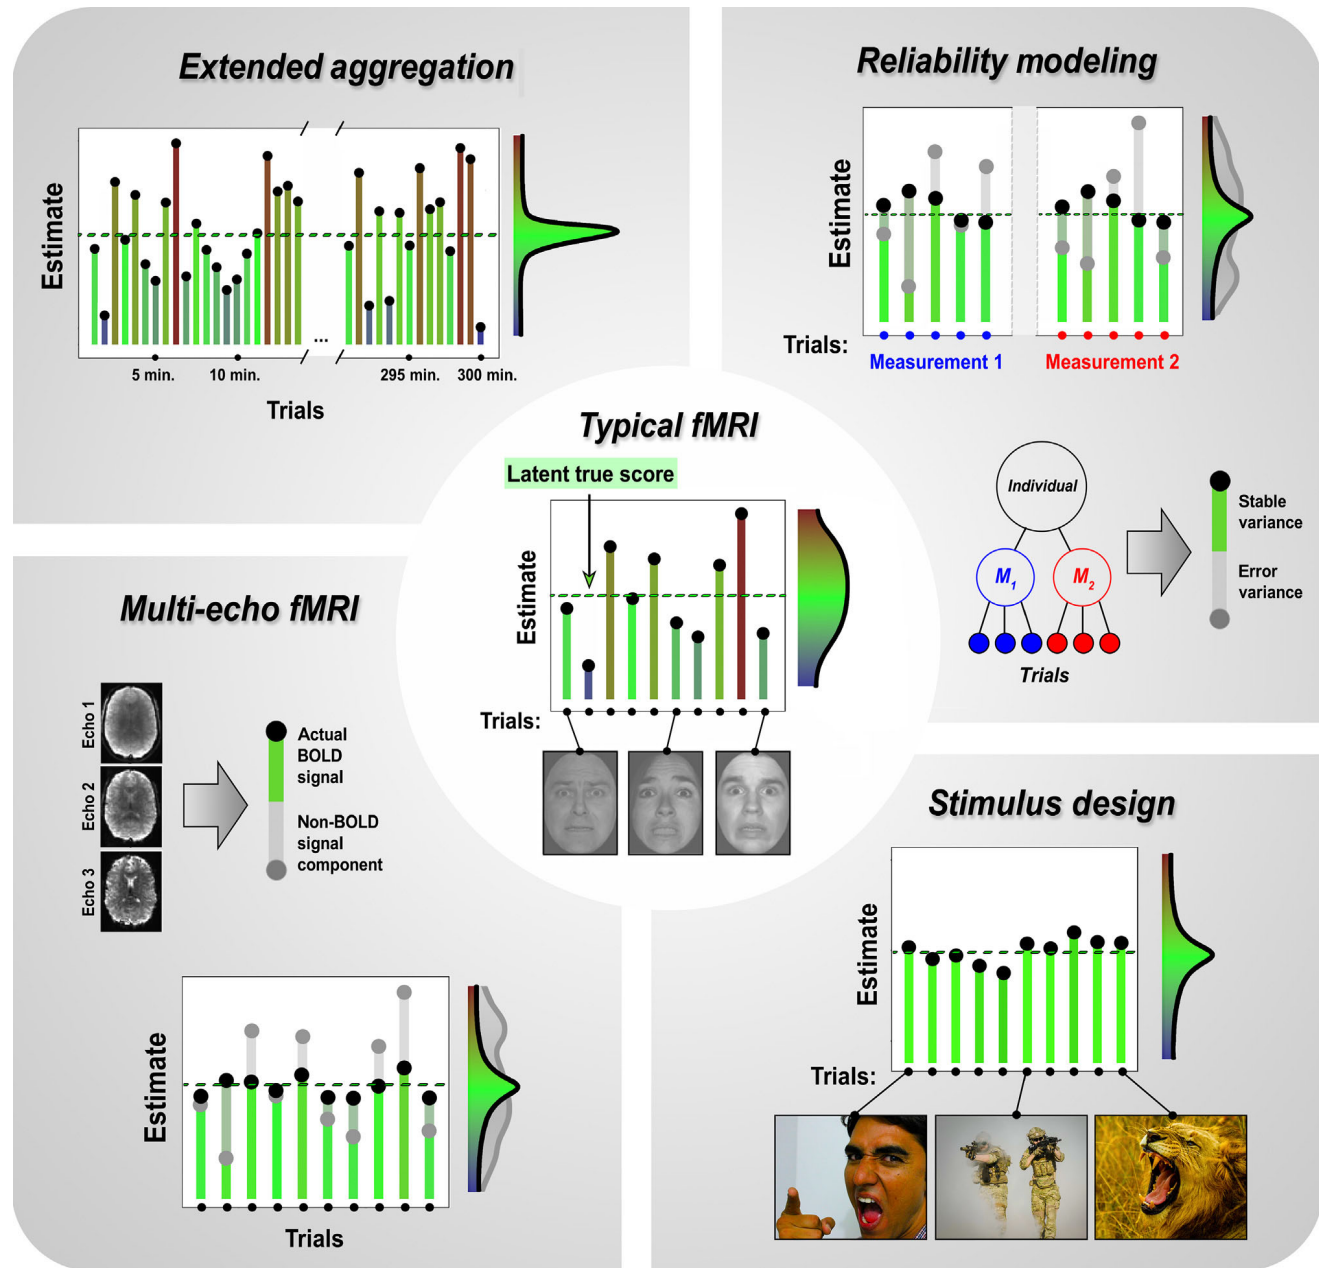 Extended aggregation
Estimate
...
5 min.
10 min.
295 min.
300 min.
Trials
Reliability modeling
Estimate
Trials:
Measurement 1
Measurement 2
Individual
M1
M2
Trials
Stable
variance
Error
variance
Typical fMRI
Latent true score
Estimate
Trials:
Multi-echo fMRI
Echo 1
Echo 2
Echo 3
Actual
BOLD
signal
Non-BOLD
signal
component
Estimate
Trials
Stimulus design
Estimate
Trials: